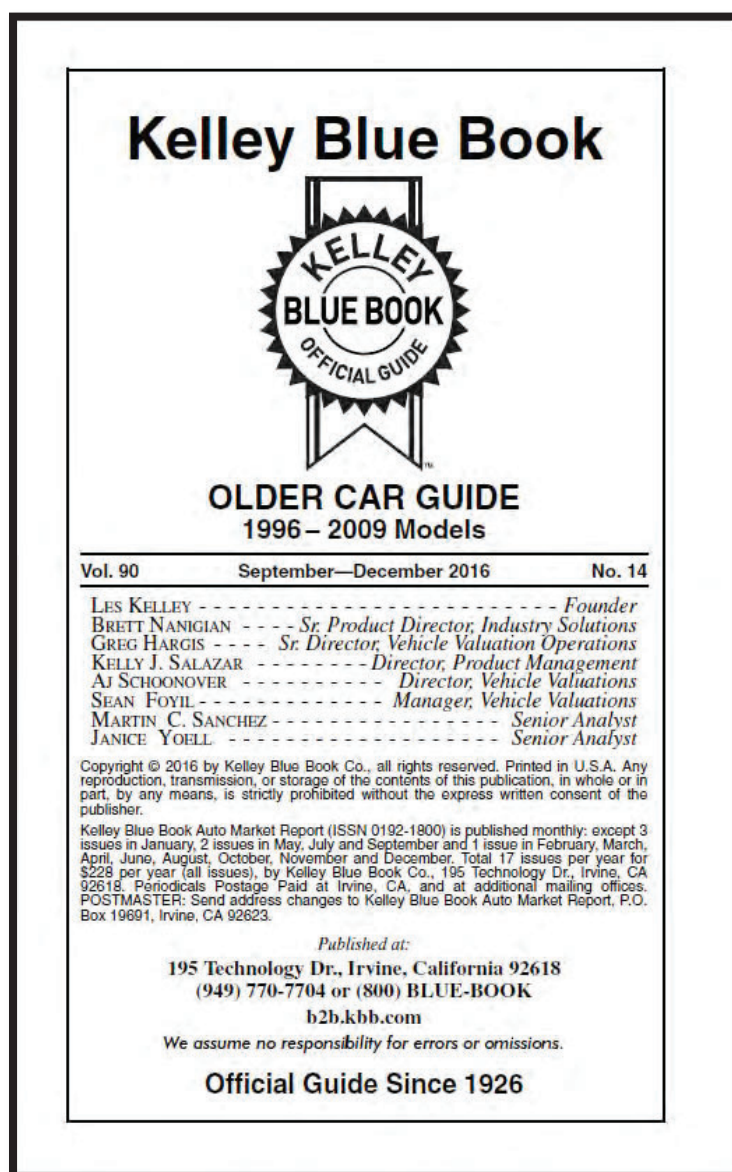 Kelley Blue Book
KELLEY
BLUE BOOK
OFFICIAL GUIDE
TM
OLDER CAR GUIDE
1996 – 2009 Models
Vol. 90 September—December 2016 No. 14
LES KELLEY - - - - - - - - - - - - - - - - - - - - - - - - - Founder
BRETT NANIGIAN - - - - Sr. Product Director, Industry Solutions
GREG HARGIS - - - - Sr. Director, Vehicle Valuation Operations
KELLY J. SALAZAR - - - - - - - - Director, Product Management
AJ SCHOONOVER - - - - - - - - - - Director, Vehicle Valuations
SEAN FOYIL - - - - - - - - - - - - - Manager, Vehicle Valuations
MARTIN C. SANCHEZ - - - - - - - - - - - - - - - - Senior Analyst
JANICE YOELL - - - - - - - - - - - - - - - - - - - Senior Analyst
Copyright © 2016 by Kelley Blue Book Co., all rights reserved. Printed in U.S.A. Any
reproduction, transmission, or storage of the contents of this publication, in whole or in
part, by any means, is strictly prohibited without the express written consent of the
publisher.
Kelley Blue Book Auto Market Report (ISSN 0192-1800) is published monthly: except 3
issues in January, 2 issues in May, July and September and 1 issue in February, March,
April, June, August, October, November and December. Total 17 issues per year for
$228 per year (all issues), by Kelley Blue Book Co., 195 Technology Dr., Irvine, CA
92618. Periodicals Postage Paid at Irvine, CA, and at additional mailing offices.
POSTMASTER: Send address changes to Kelley Blue Book Auto Market Report, P.O.
Box 19691, Irvine, CA 92623.
Published at:
195 Technology Dr., Irvine, California 92618
(949) 770-7704 or (800) BLUE-BOOK
b2b.kbb.com
We assume no responsibility for errors or omissions.
Official Guide Since 1926